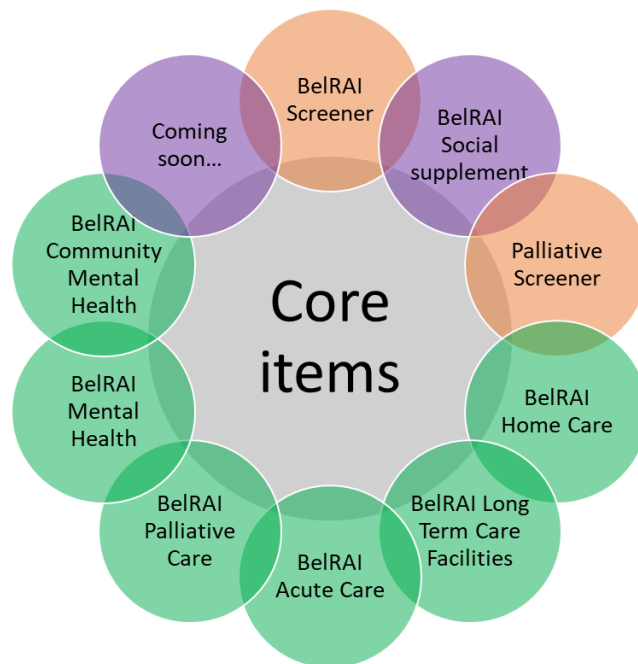 BelRAI
Screener
BelRAI
Social
supplement
Palliative
Screener
BelRAI
Home Care
BelRAI Long
Term Care
Facilities
BelRAI
Acute Care
BelRAI
Palliative
Care
BelRAI
Mental
Health
BelRAI
Community
Mental
Health
Coming
soon...
Core
items